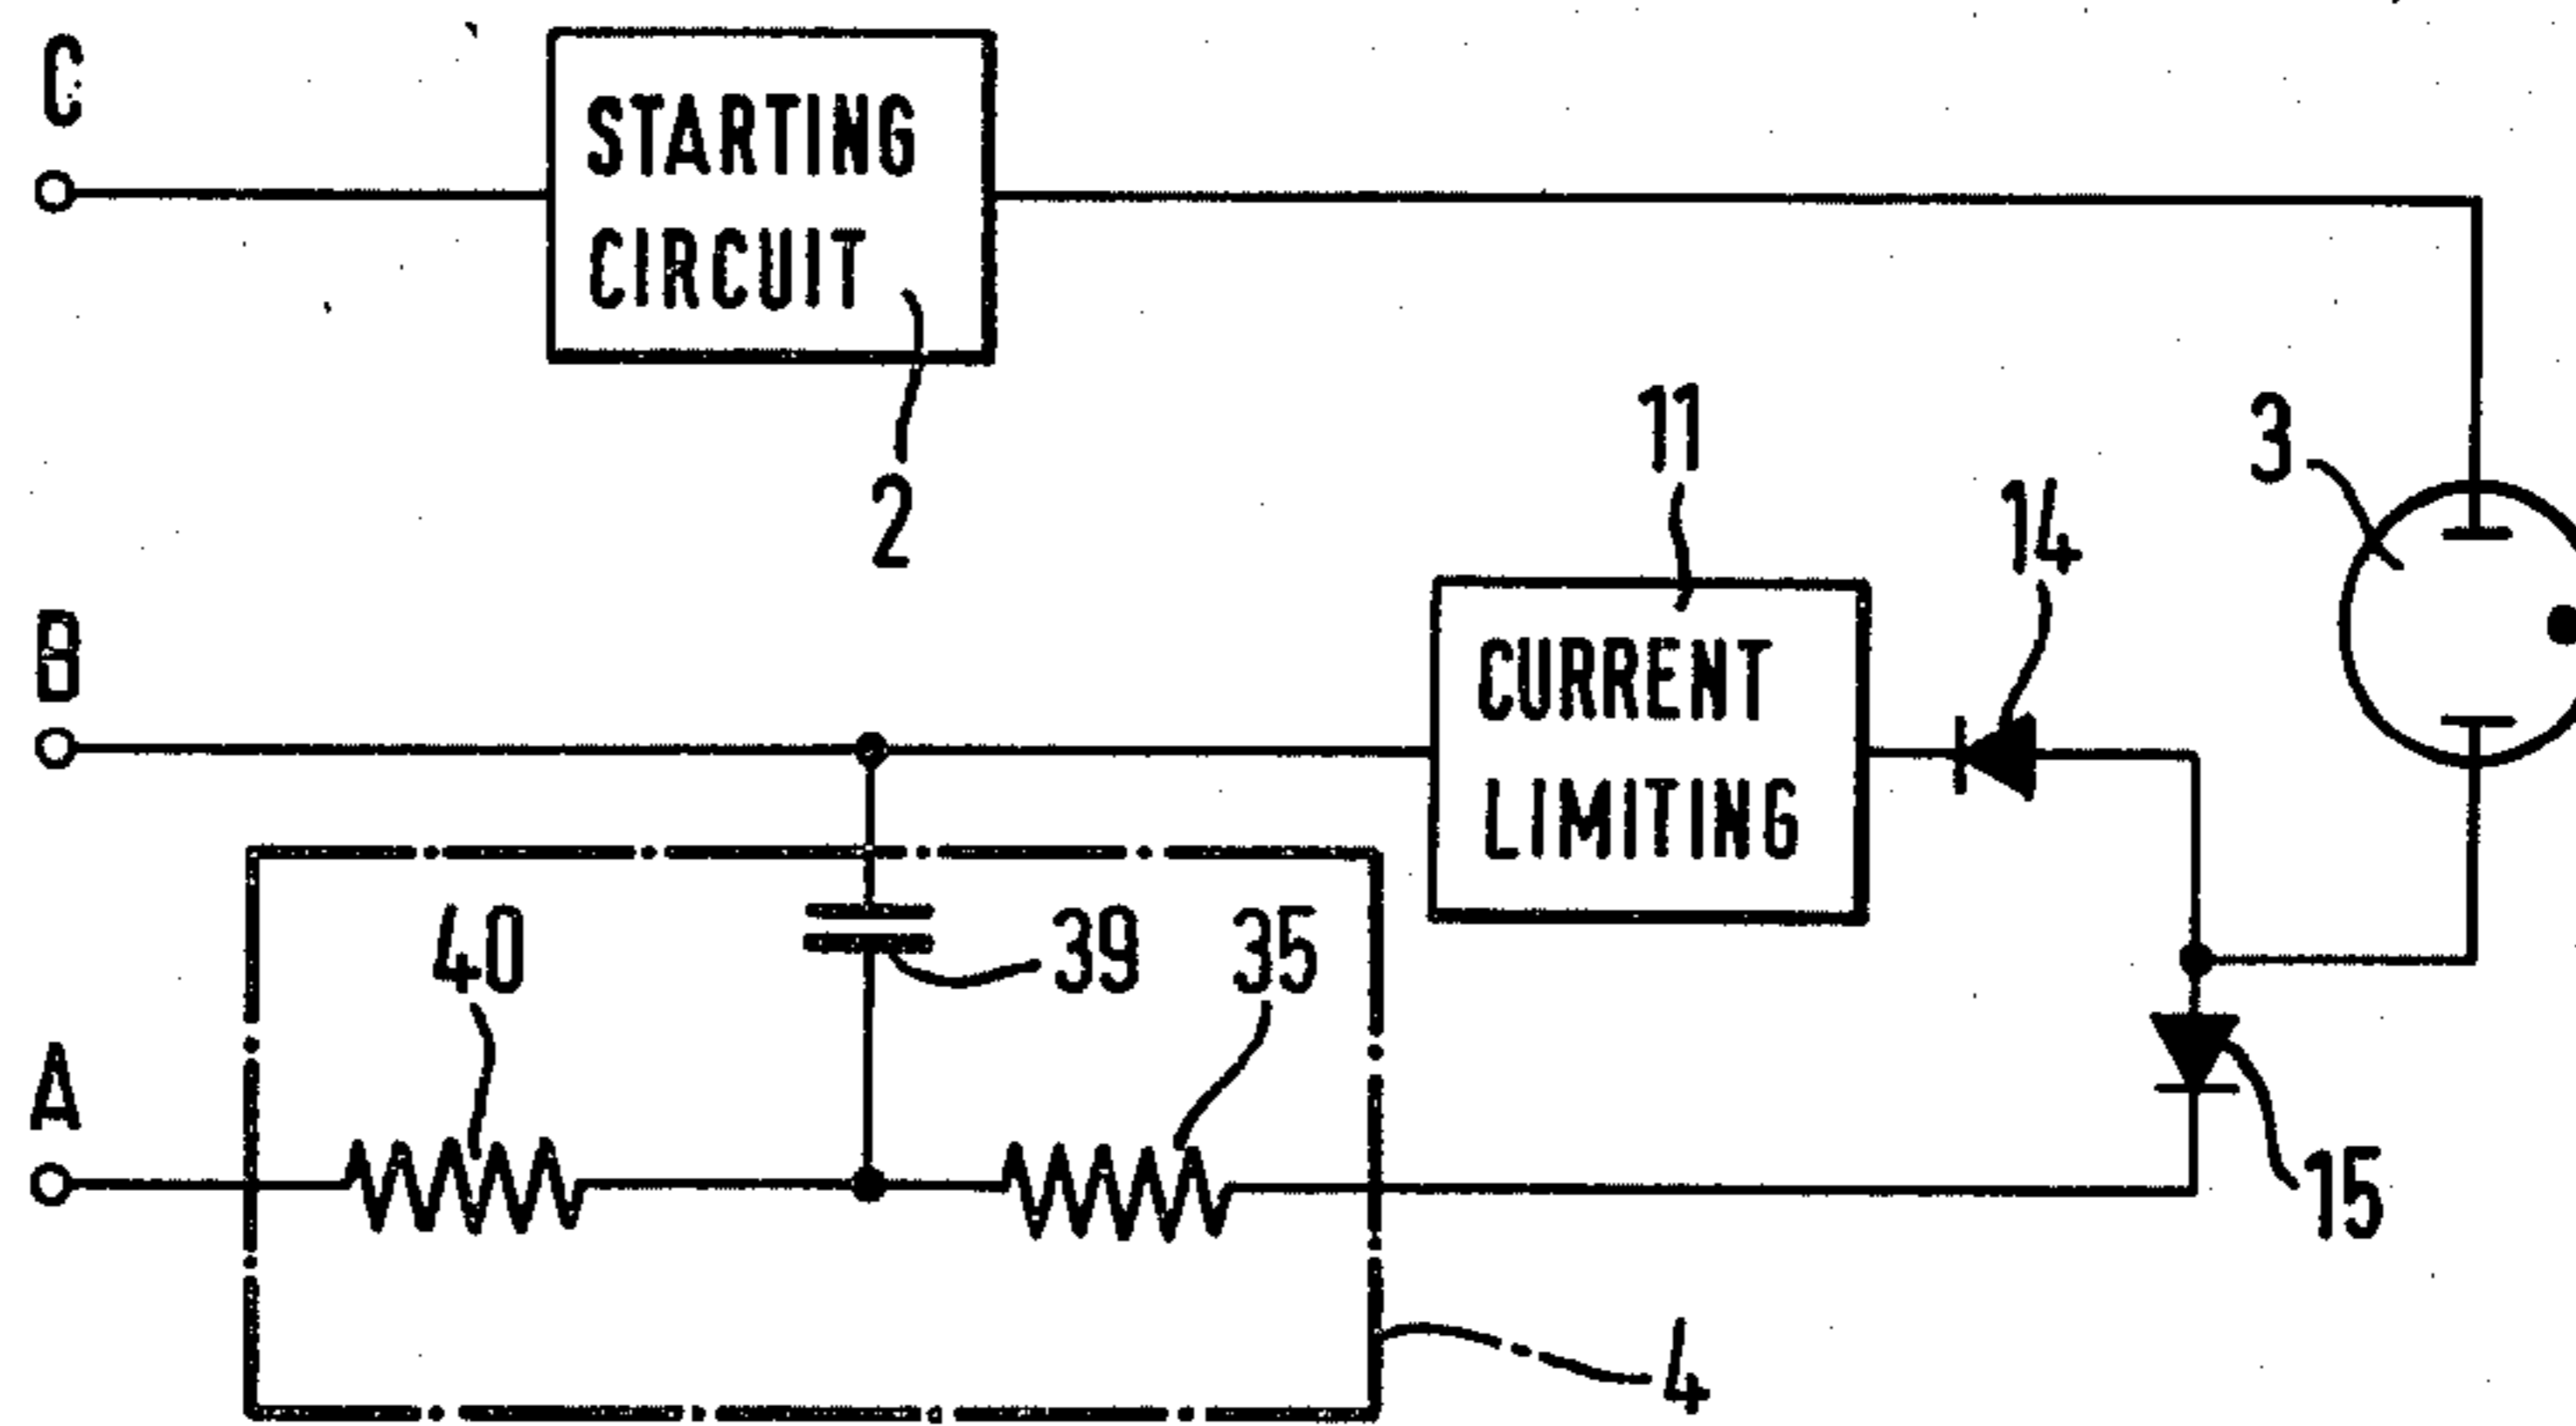 C
STARTING
CIRCUIT
2
11
3
14
B
CURRENT
LIMITING
40
39
35
A
15
4